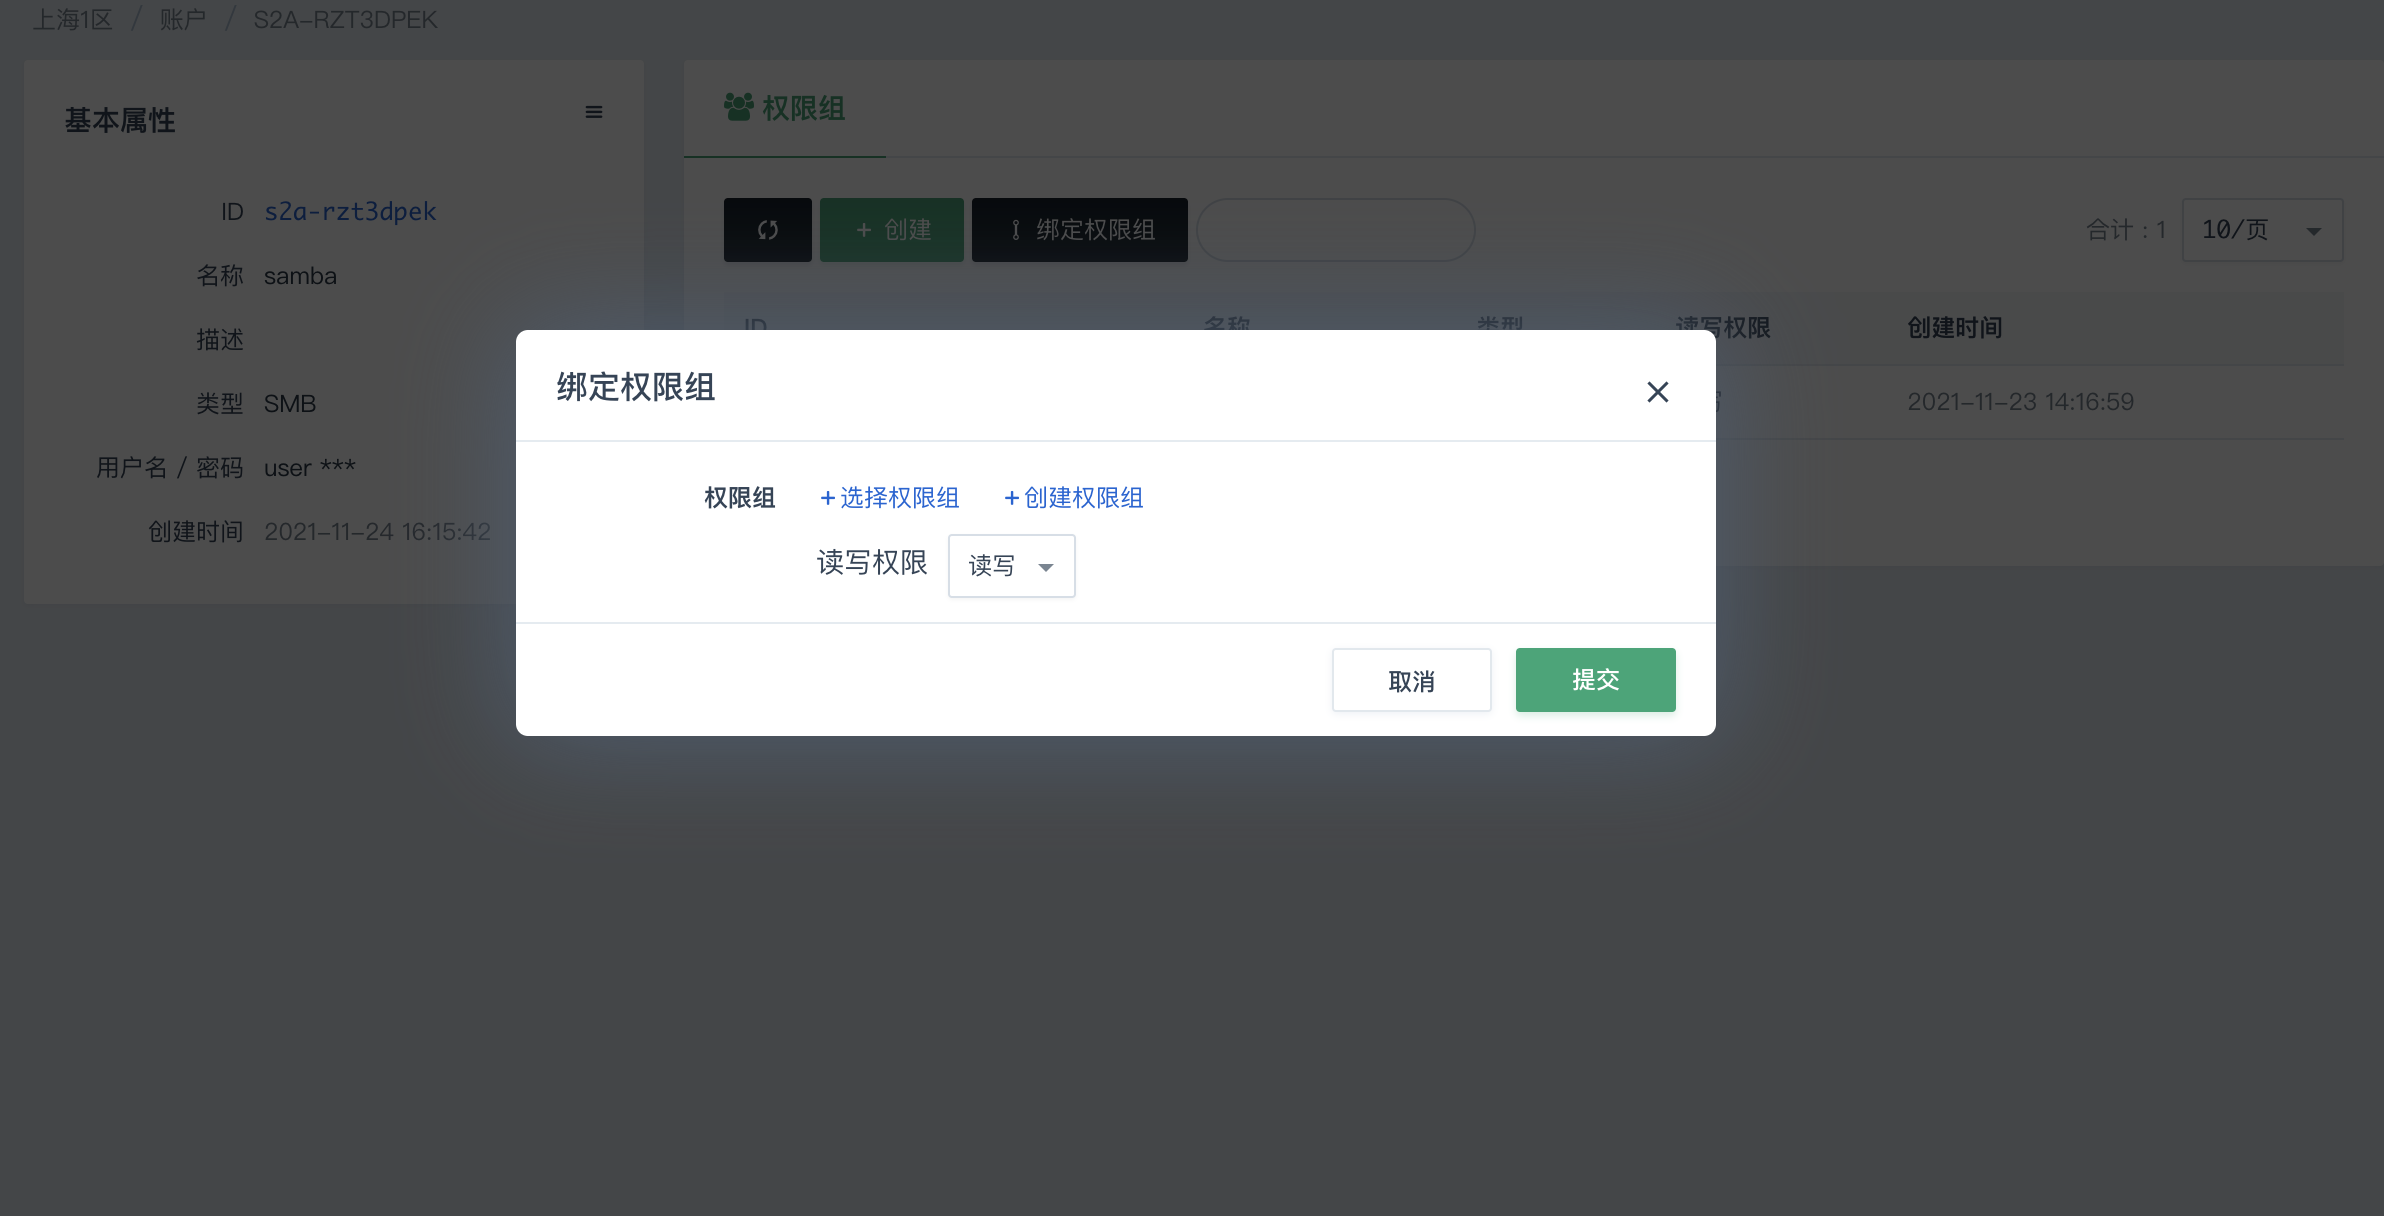 上海1区 / 账户 / S2A-RZT3DPEK
基本属性
ID s2a-rzt3dpek
名称 samba
描述
类型 SMB
用户名 / 密码 user ***
创建时间 2021-11-24 16:15:42
权限组
+ 创建
绑定权限组
合计：1
10/页
ID 名称 类型 读写权限 创建时间
2021-11-23 14:16:59
绑定权限组
权限组 +选择权限组 +创建权限组
读写权限 读写
取消 提交